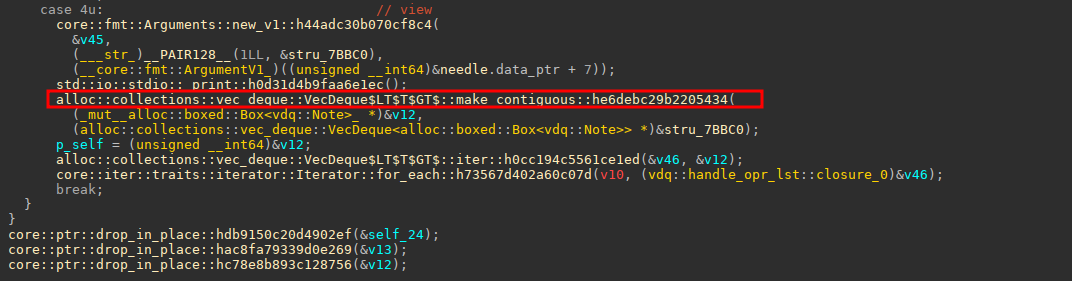 case 4u: // view
core::fmt::Arguments::new_v1::h44adc30b070cf8c4(
&v45,
(___str_)__PAIR128__(1LL, &stru_7BBC0),
(__core::fmt::ArgumentV1_)((unsigned __int64)&needle.data_ptr + 7));
std::io::stdio::_print::h0d31d4b9faa6e1ec();
alloc::collections::vec_deque::VecDeque$LT$T$GT$::make_contiguous::he6debc29b2205434(
(_mut__alloc::boxed::Box<vdq::Note>_ *)&v12,
(alloc::collections::vec_deque::VecDeque<alloc::boxed::Box<vdq::Note>> *)&stru_7BBC0);
p_self = (unsigned __int64)&v12;
alloc::collections::vec_deque::VecDeque$LT$T$GT$::iter::h0cc194c5561ce1ed(&v46, &v12);
core::iter::traits::iterator::Iterator::for_each::h73567d402a60c07d(v10, (vdq::handle_opr_lst::closure_0)&v46);
break;
}
}
core::ptr::drop_in_place::hdb9150c20d4902ef(&self_24);
core::ptr::drop_in_place::hac8fa79339d0e269(&v13);
core::ptr::drop_in_place::hc78e8b893c128756(&v12);